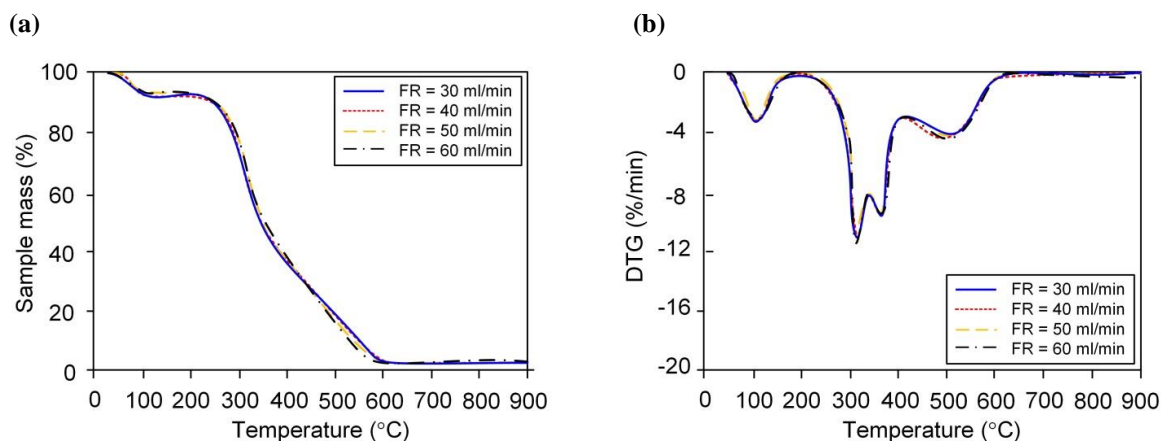 (a)
(b)
100
80
60
40
20
0
Sample mass (%)
FR = 30 ml/min
FR = 40 ml/min
FR = 50 ml/min
FR = 60 ml/min
0 100 200 300 400 500 600 700 800 900
Temperature (°C)
0
-4
-8
-12
-16
-20
DTG (%/min)
FR = 30 ml/min
FR = 40 ml/min
FR = 50 ml/min
FR = 60 ml/min
0 100 200 300 400 500 600 700 800 900
Temperature (°C)